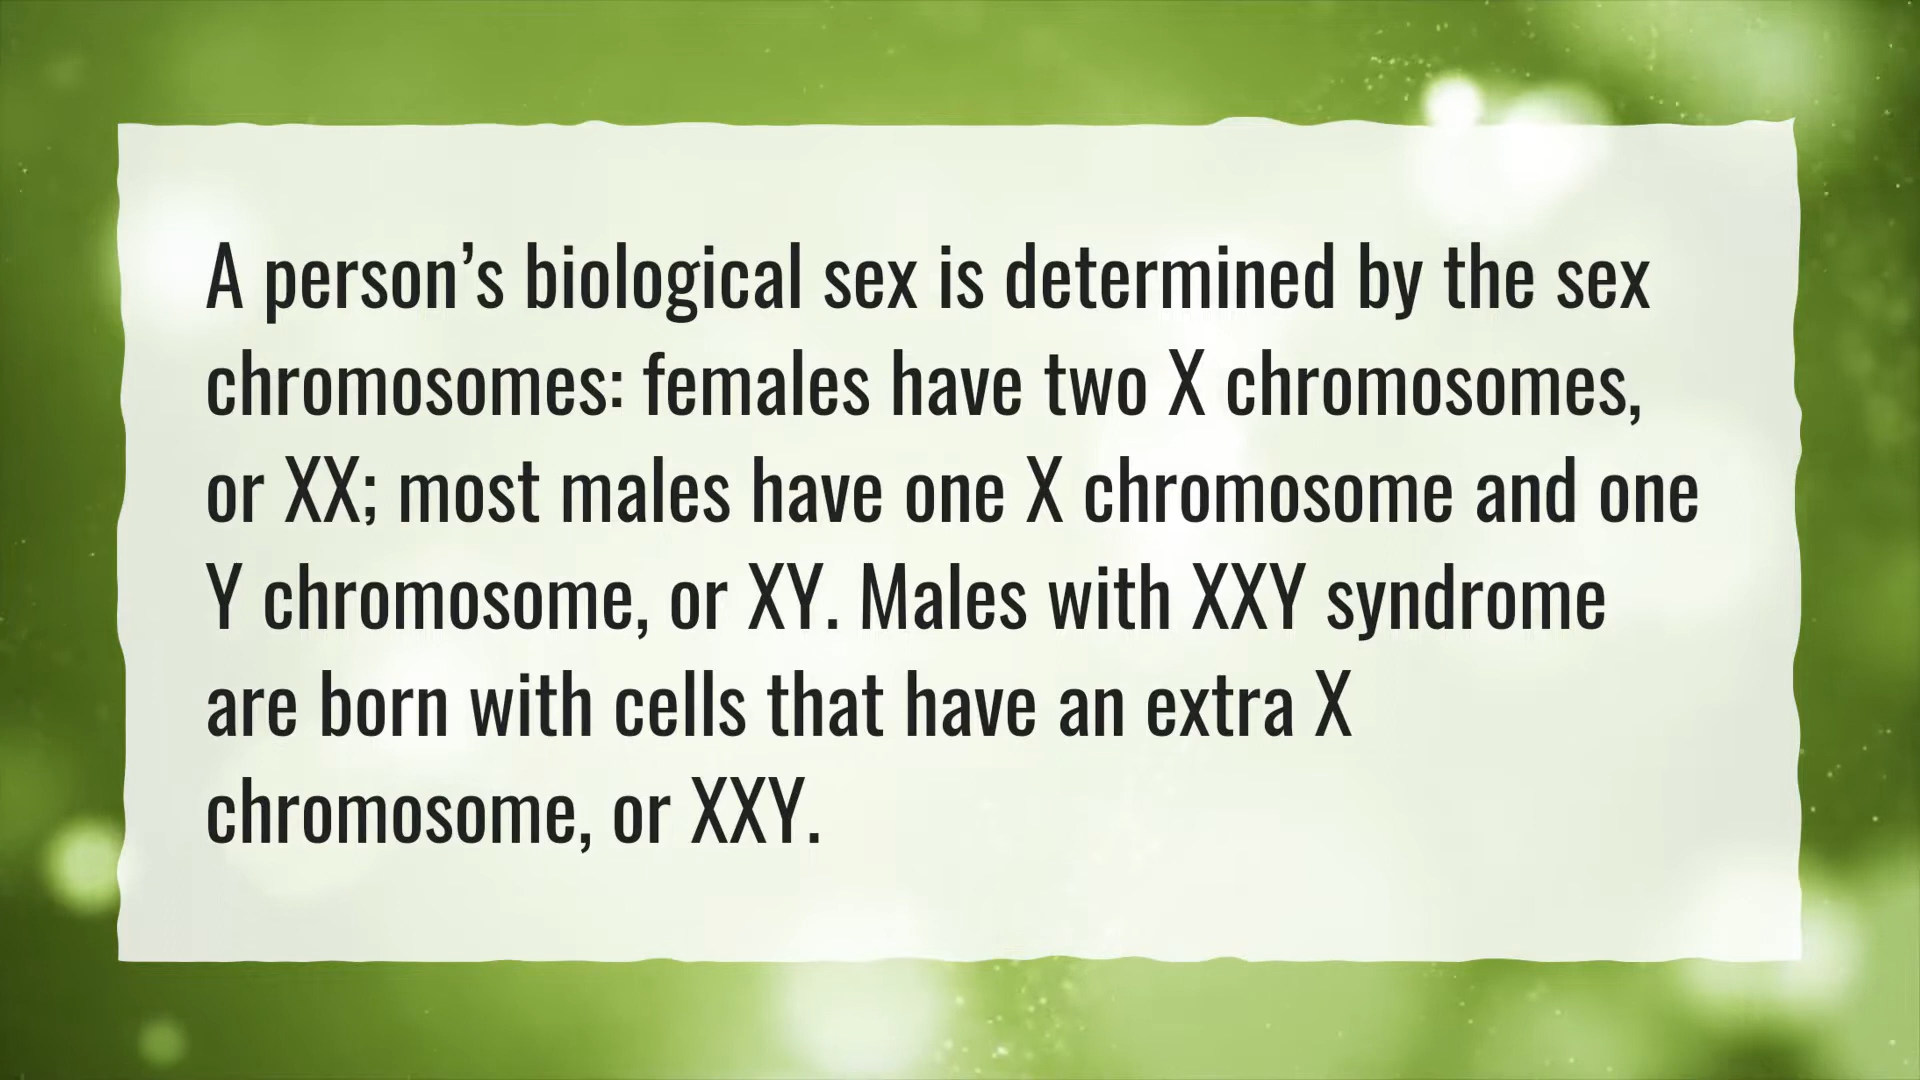 A person’s biological sex is determined by the sex
chromosomes: females have two X chromosomes,
or XX; most males have one X chromosome and one
Y chromosome, or XY. Males with XXY syndrome
are born with cells that have an extra X
chromosome, or XXY.